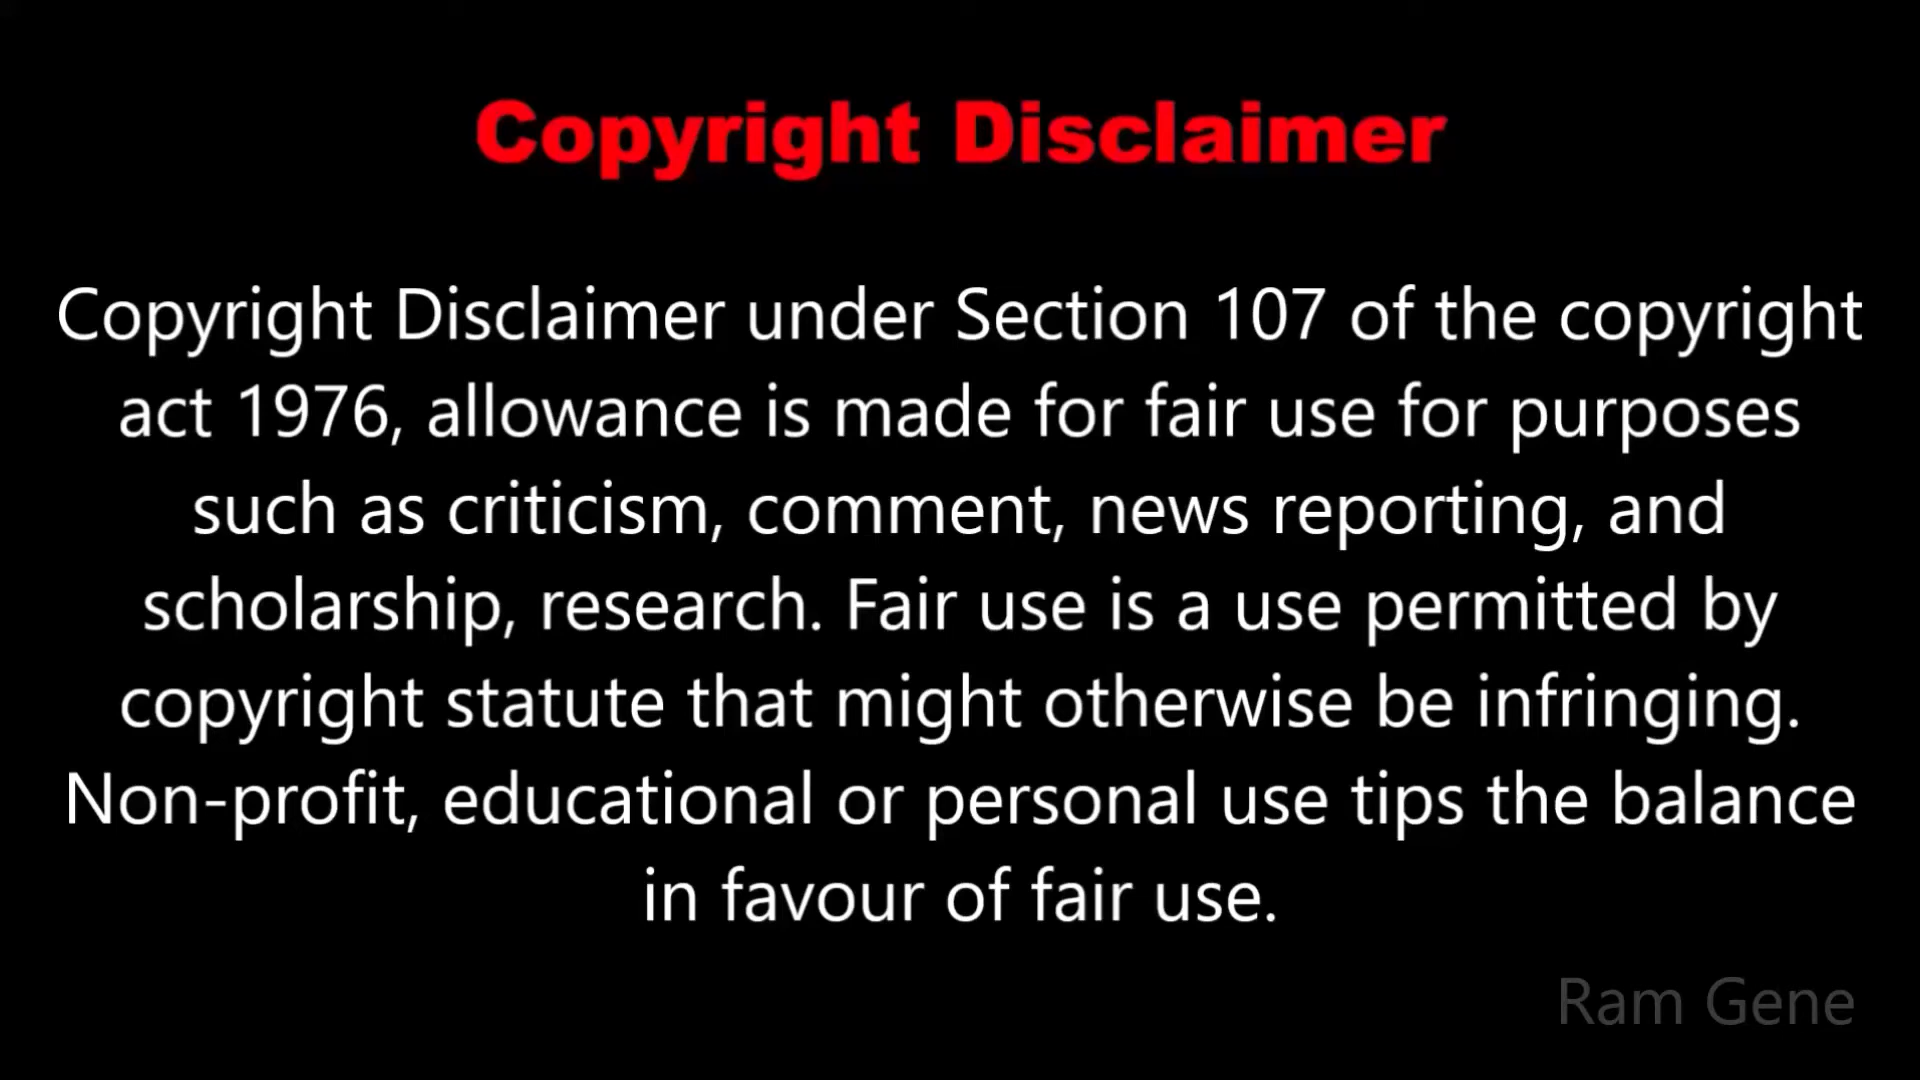 Copyright Disclaimer
Copyright Disclaimer under Section 107 of the copyright
act 1976, allowance is made for fair use for purposes
such as criticism, comment, news reporting, and
scholarship, research. Fair use is a use permitted by
copyright statute that might otherwise be infringing.
Non-profit, educational or personal use tips the balance
in favour of fair use.
Ram Gene